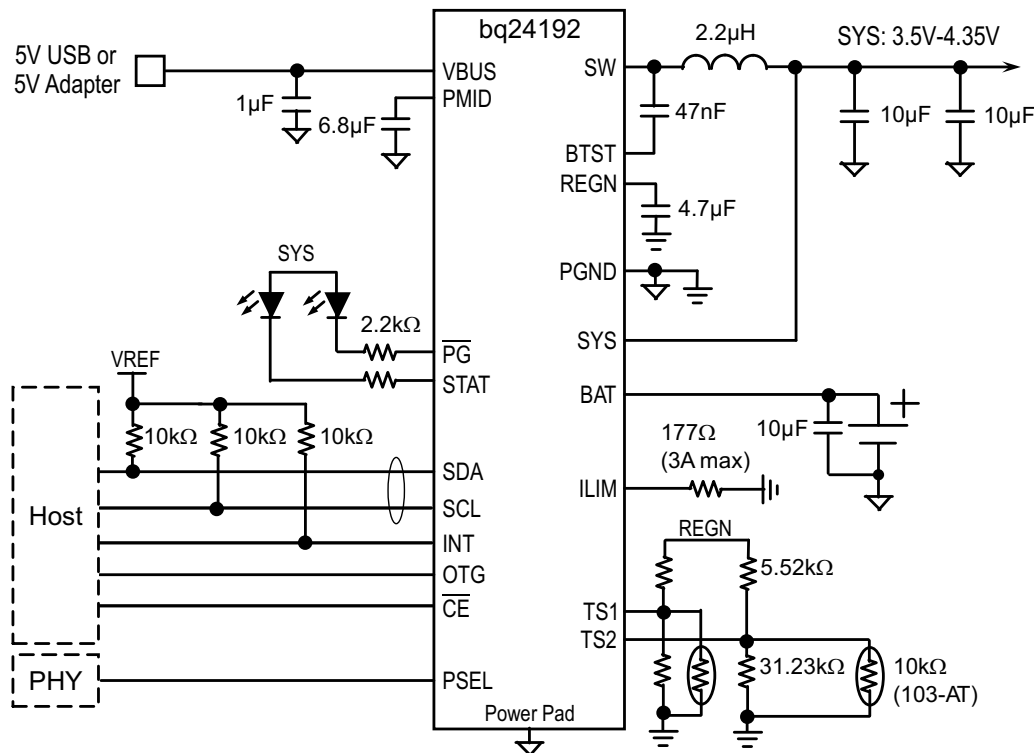 bq24192
5V USB or
5V Adapter
VBUS
PMID
1µF
6.8µF
SW
2.2µH
SYS: 3.5V-4.35V
47nF
10µF
10µF
BTST
REGN
4.7µF
PGND
SYS
SYS
2.2kΩ
PG
STAT
VREF
10kΩ
10kΩ
10kΩ
BAT
10µF
+
177Ω
(3A max)
ILIM
Host
SDA
SCL
INT
OTG
CE
REGN
5.52kΩ
TS1
TS2
31.23kΩ
10kΩ
(103-AT)
PHY
PSEL
Power Pad